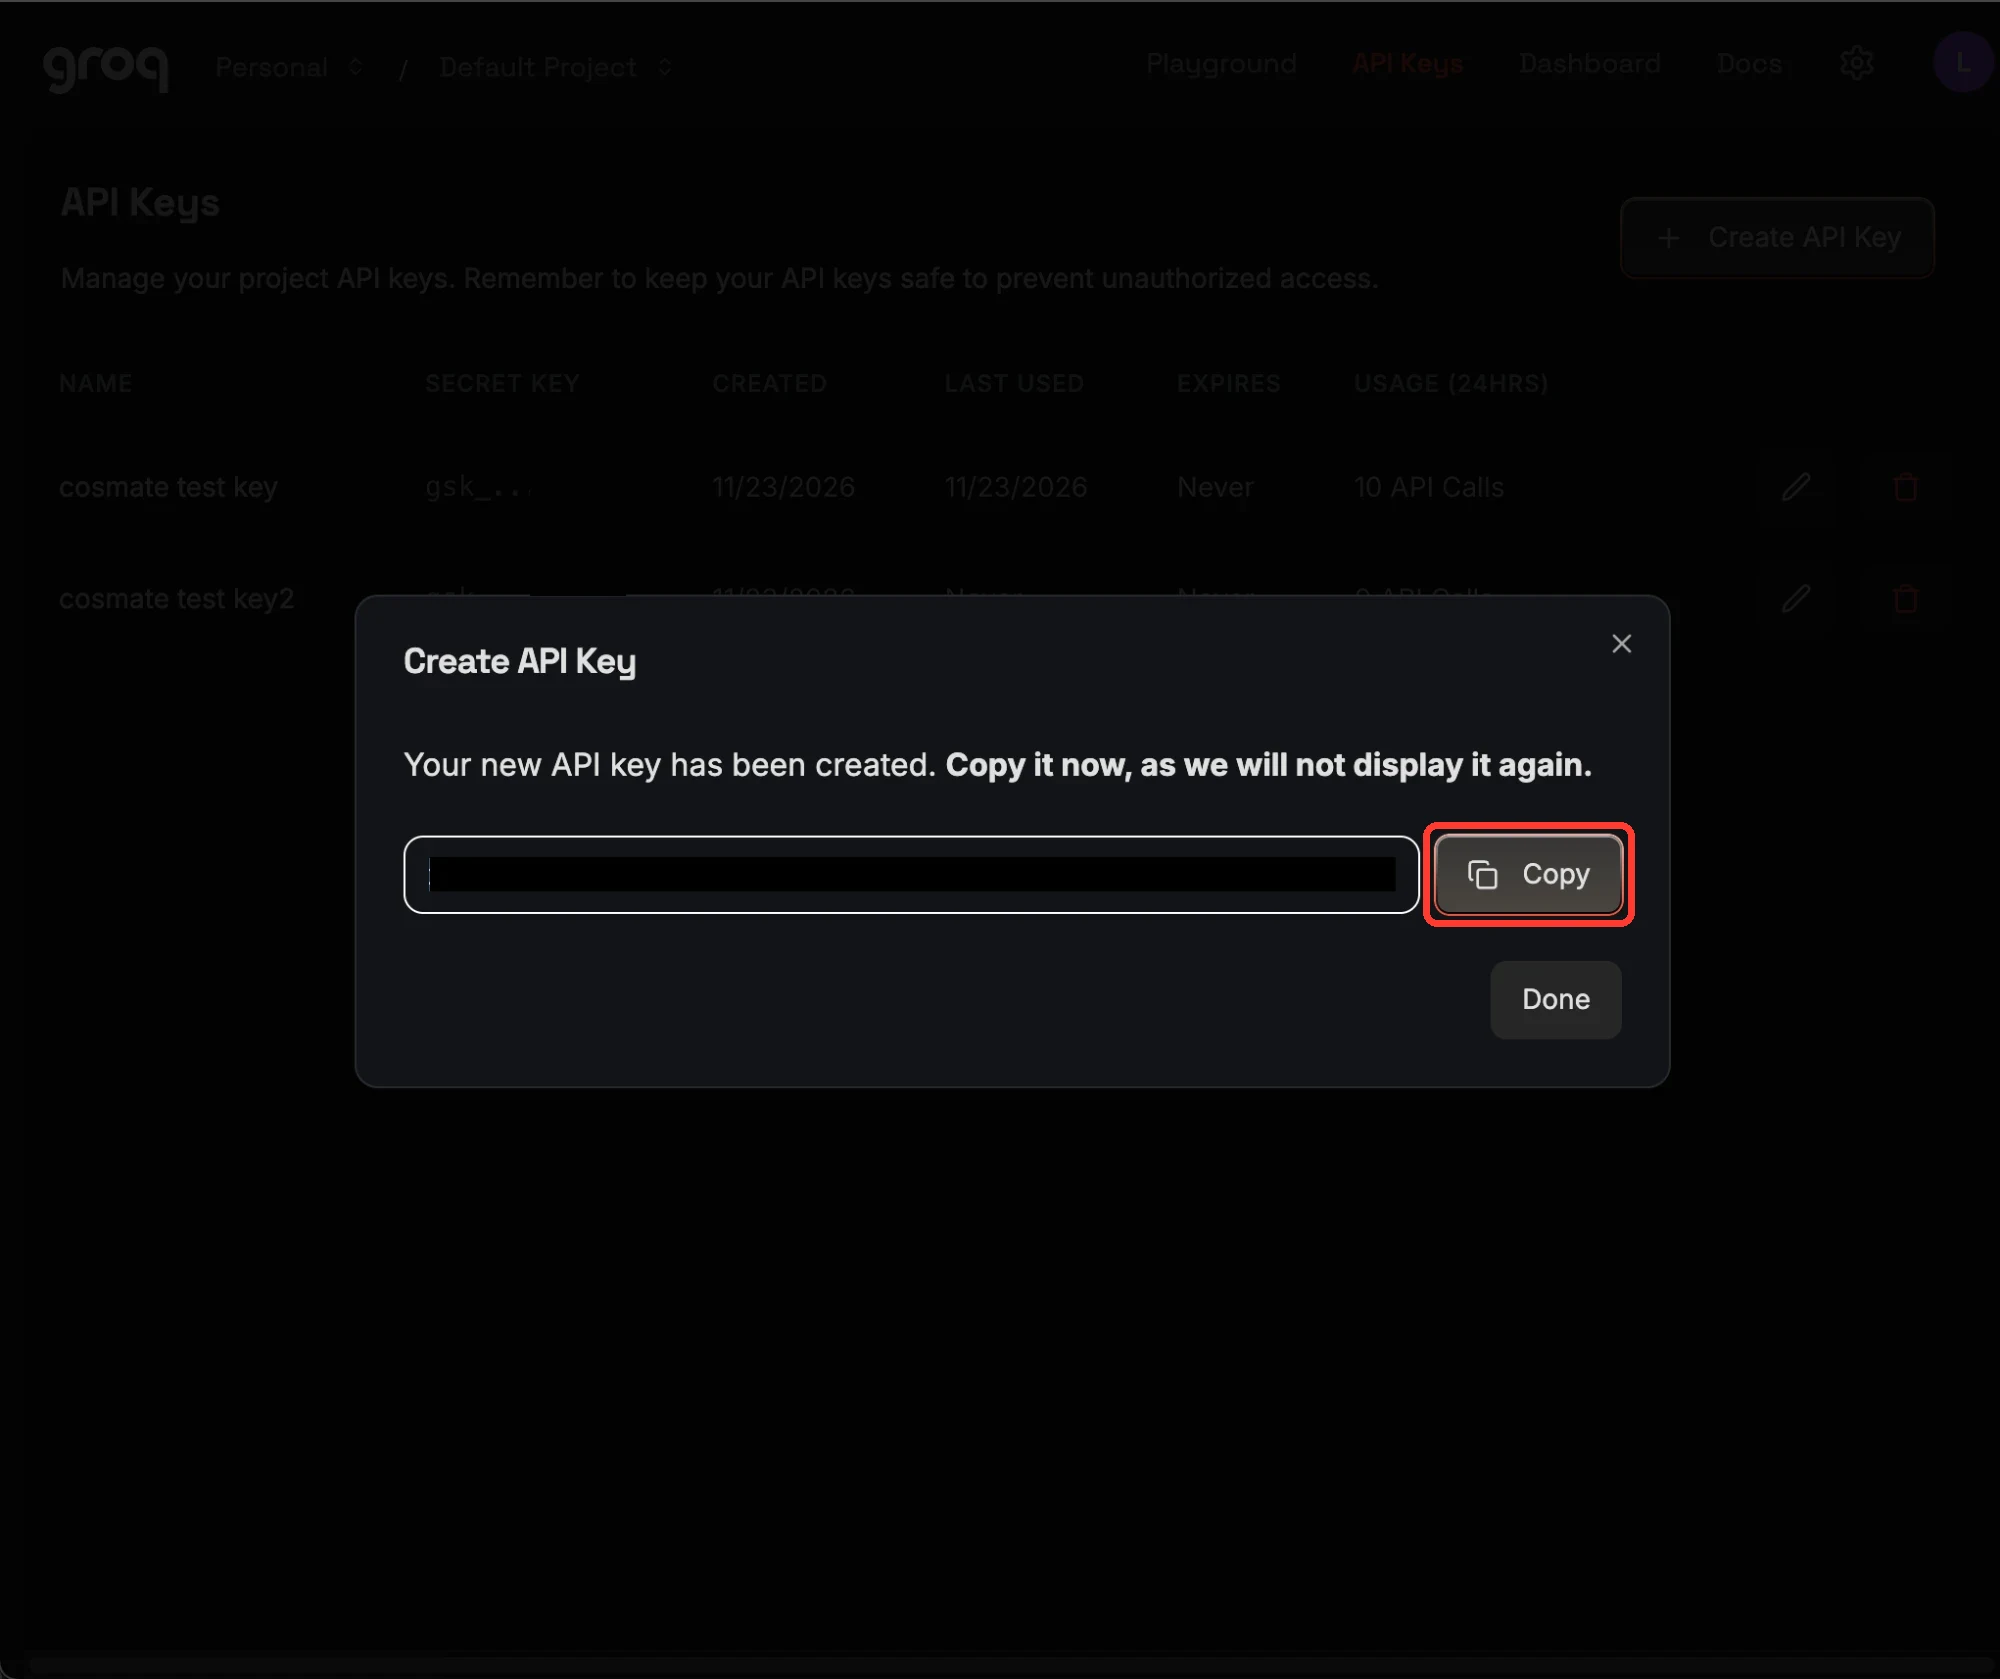 groq Personal / Default Project Playground API Keys Dashboard Docs L
API Keys
+ Create API Key
Manage your project API keys. Remember to keep your API keys safe to prevent unauthorized access.
NAME SECRET KEY CREATED LAST USED EXPIRES USAGE (24HRS)
cosmate test key gsk_... 11/23/2026 11/23/2026 Never 10 API Calls
cosmate test key2
Create API Key
Your new API key has been created. Copy it now, as we will not display it again.
Copy
Done